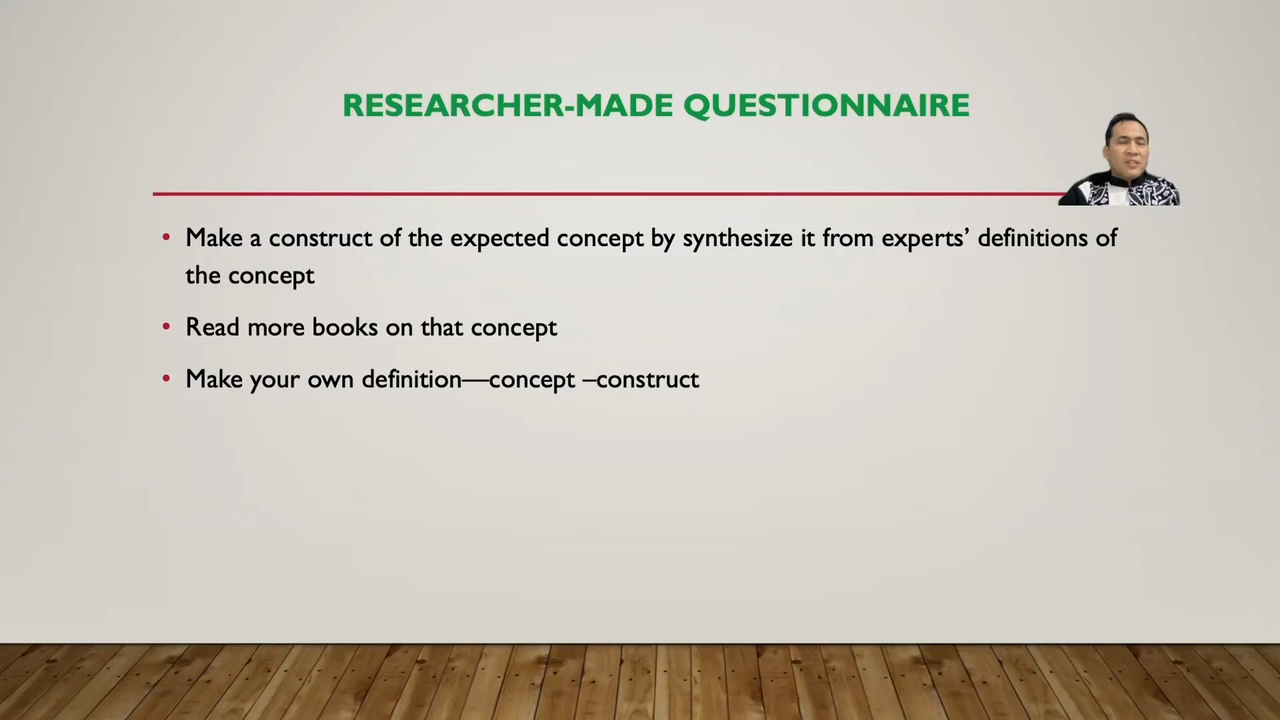 RESEARCHER-MADE QUESTIONNAIRE
• Make a construct of the expected concept by synthesize it from experts’ definitions of
the concept
• Read more books on that concept
• Make your own definition—concept –construct